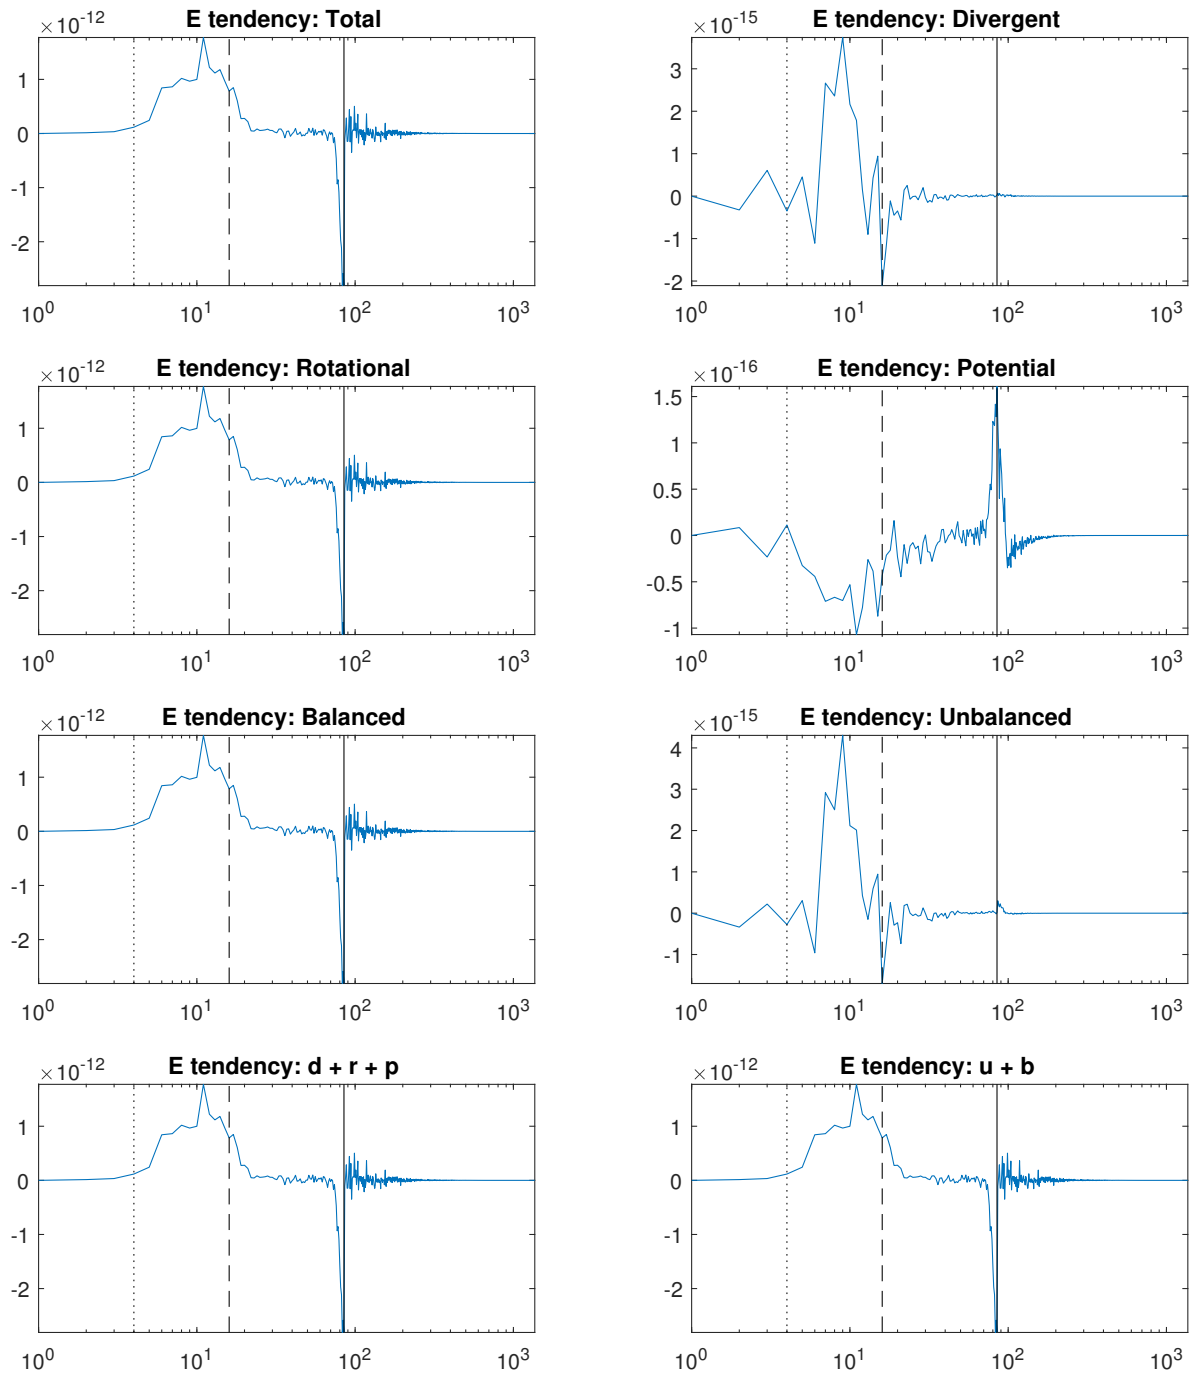 E tendency: Total
×10^-12
1
0
-1
-2
10^0 10^1 10^2 10^3
E tendency: Divergent
×10^-15
3
2
1
0
-1
-2
10^0 10^1 10^2 10^3
E tendency: Rotational
×10^-12
1
0
-1
-2
10^0 10^1 10^2 10^3
E tendency: Potential
×10^-16
1.5
1
0.5
0
-0.5
-1
10^0 10^1 10^2 10^3
E tendency: Balanced
×10^-12
1
0
-1
-2
10^0 10^1 10^2 10^3
E tendency: Unbalanced
×10^-15
4
3
2
1
0
-1
10^0 10^1 10^2 10^3
E tendency: d + r + p
×10^-12
1
0
-1
-2
10^0 10^1 10^2 10^3
E tendency: u + b
×10^-12
1
0
-1
-2
10^0 10^1 10^2 10^3